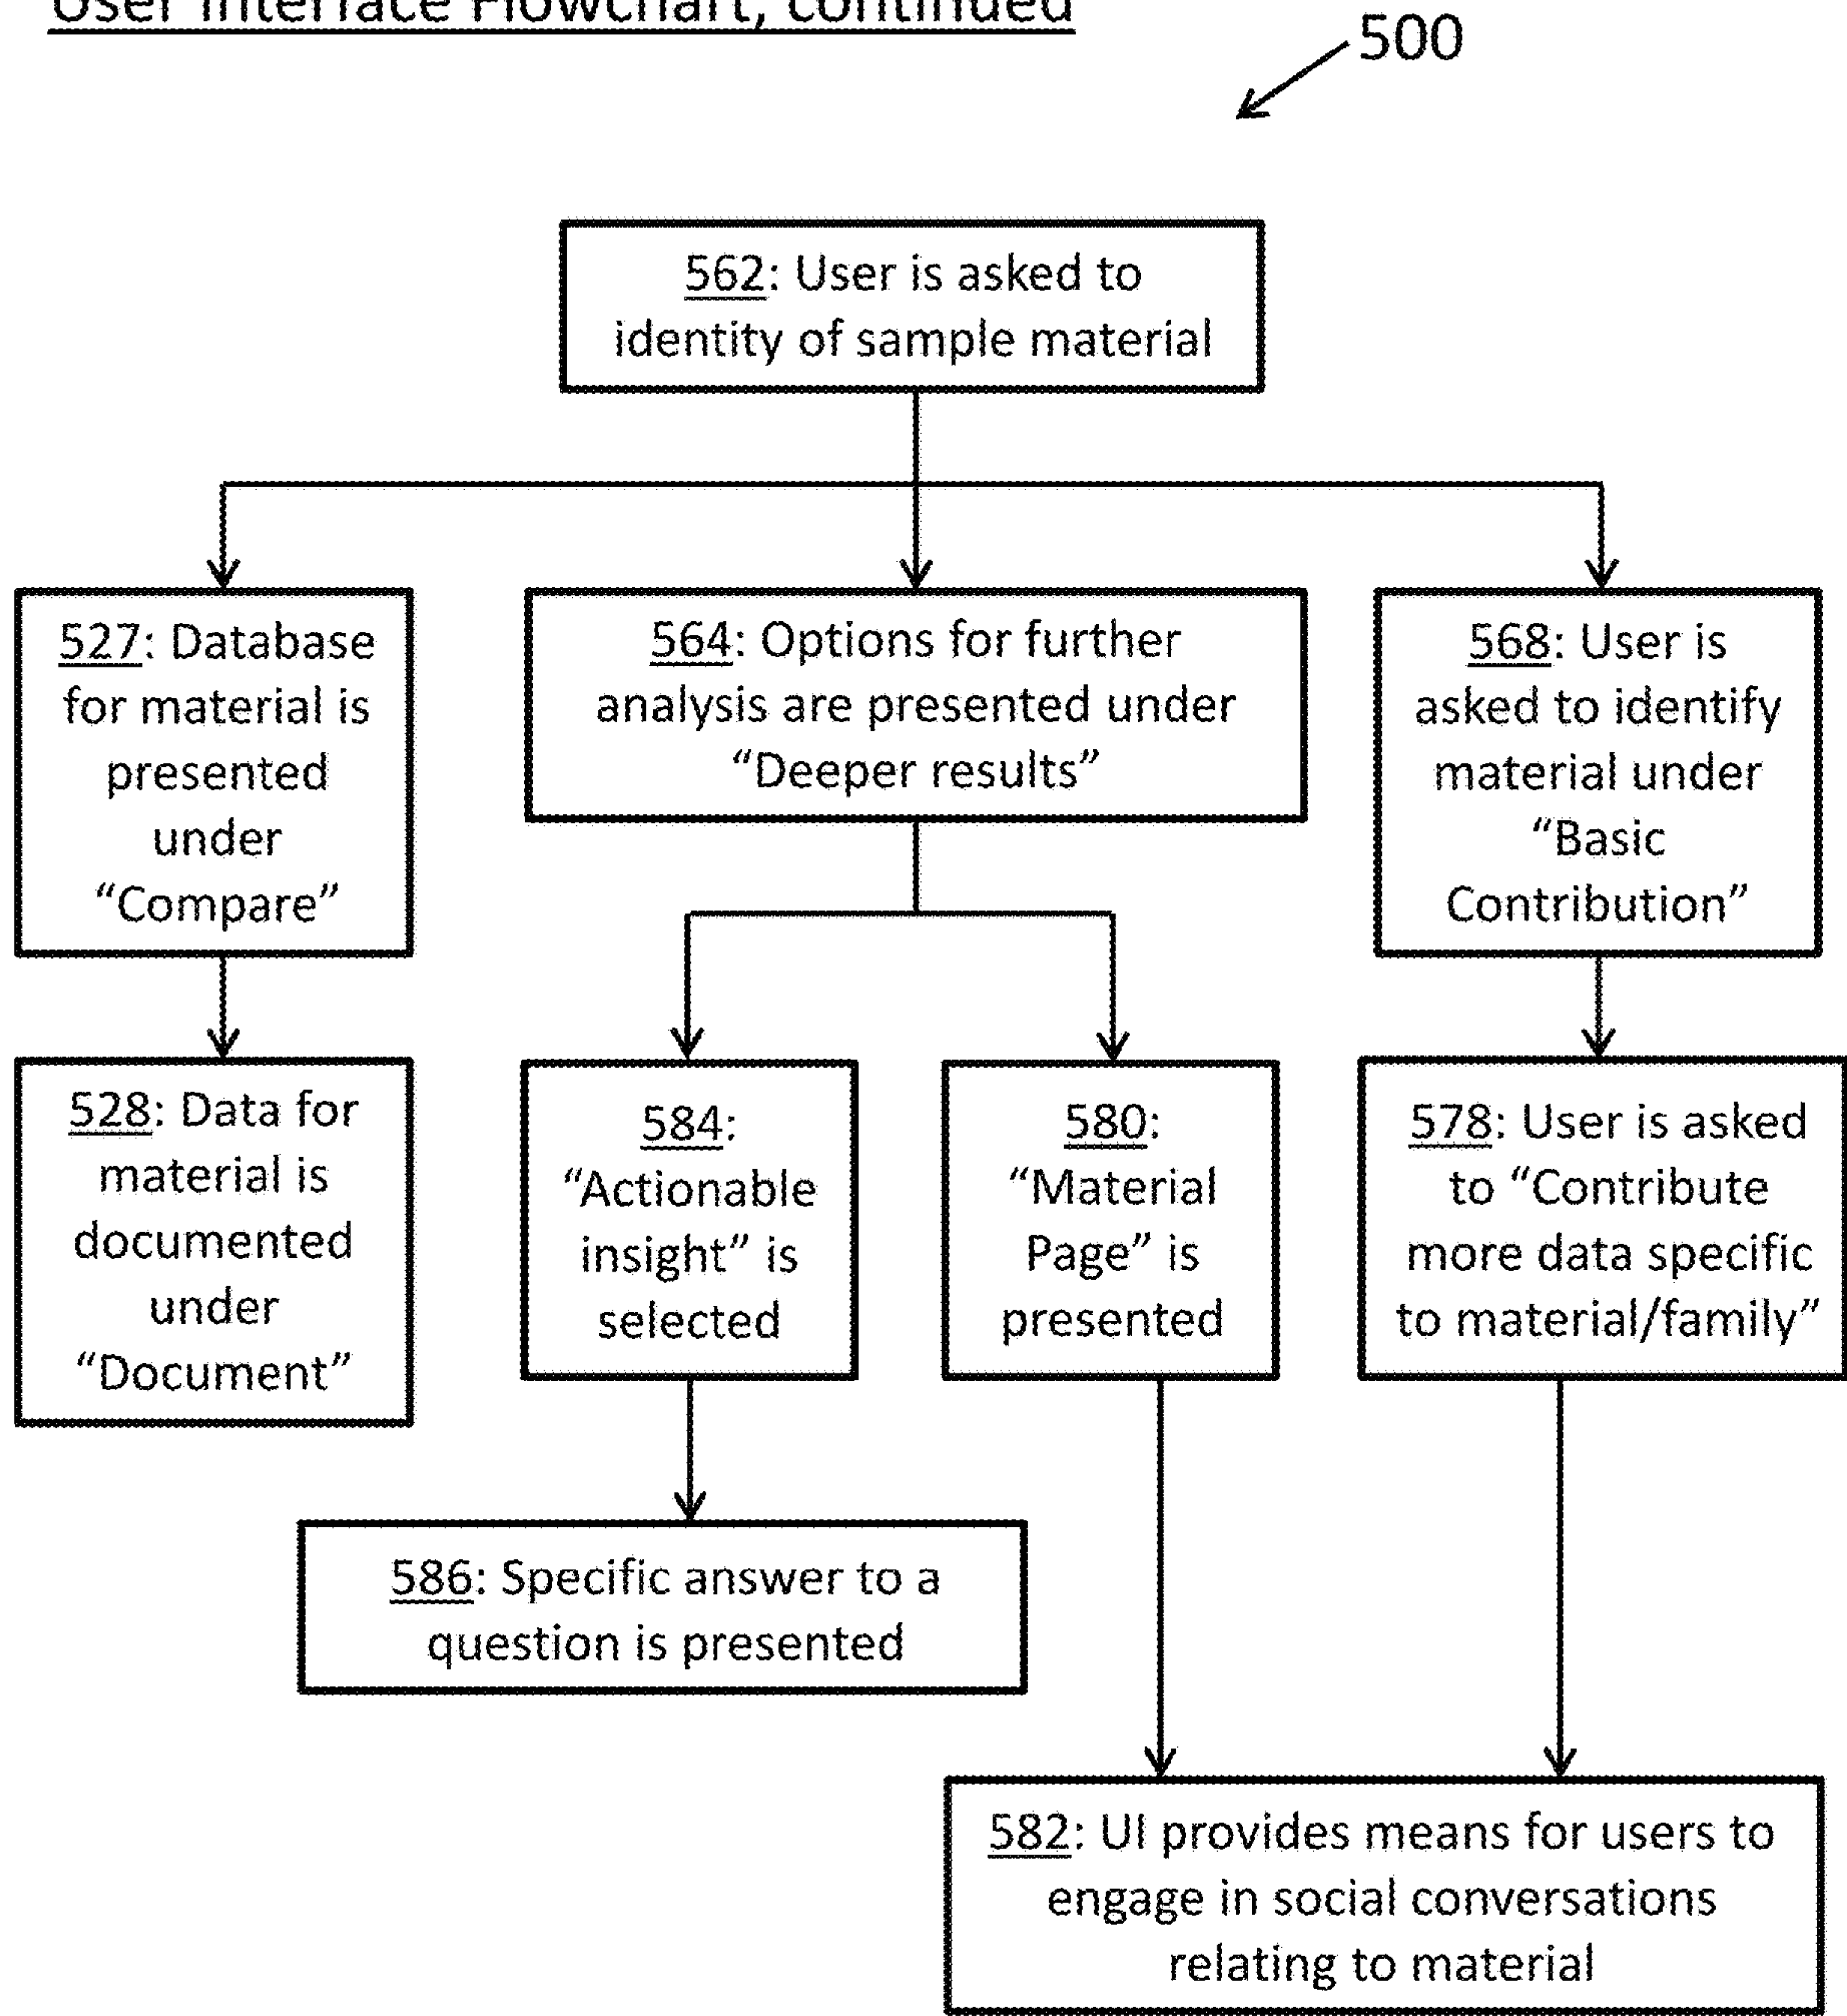 User Interface Flowchart, continued
500
562: User is asked to
identity of sample material
527: Database
for material is
presented
under
“Compare”
564: Options for further
analysis are presented under
“Deeper results”
568: User is
asked to identify
material under
“Basic
Contribution”
528: Data for
material is
documented
under
“Document”
584:
“Actionable
insight” is
selected
580:
“Material
Page” is
presented
578: User is asked
to “Contribute
more data specific
to material/family”
586: Specific answer to a
question is presented
582: UI provides means for users to
engage in social conversations
relating to material